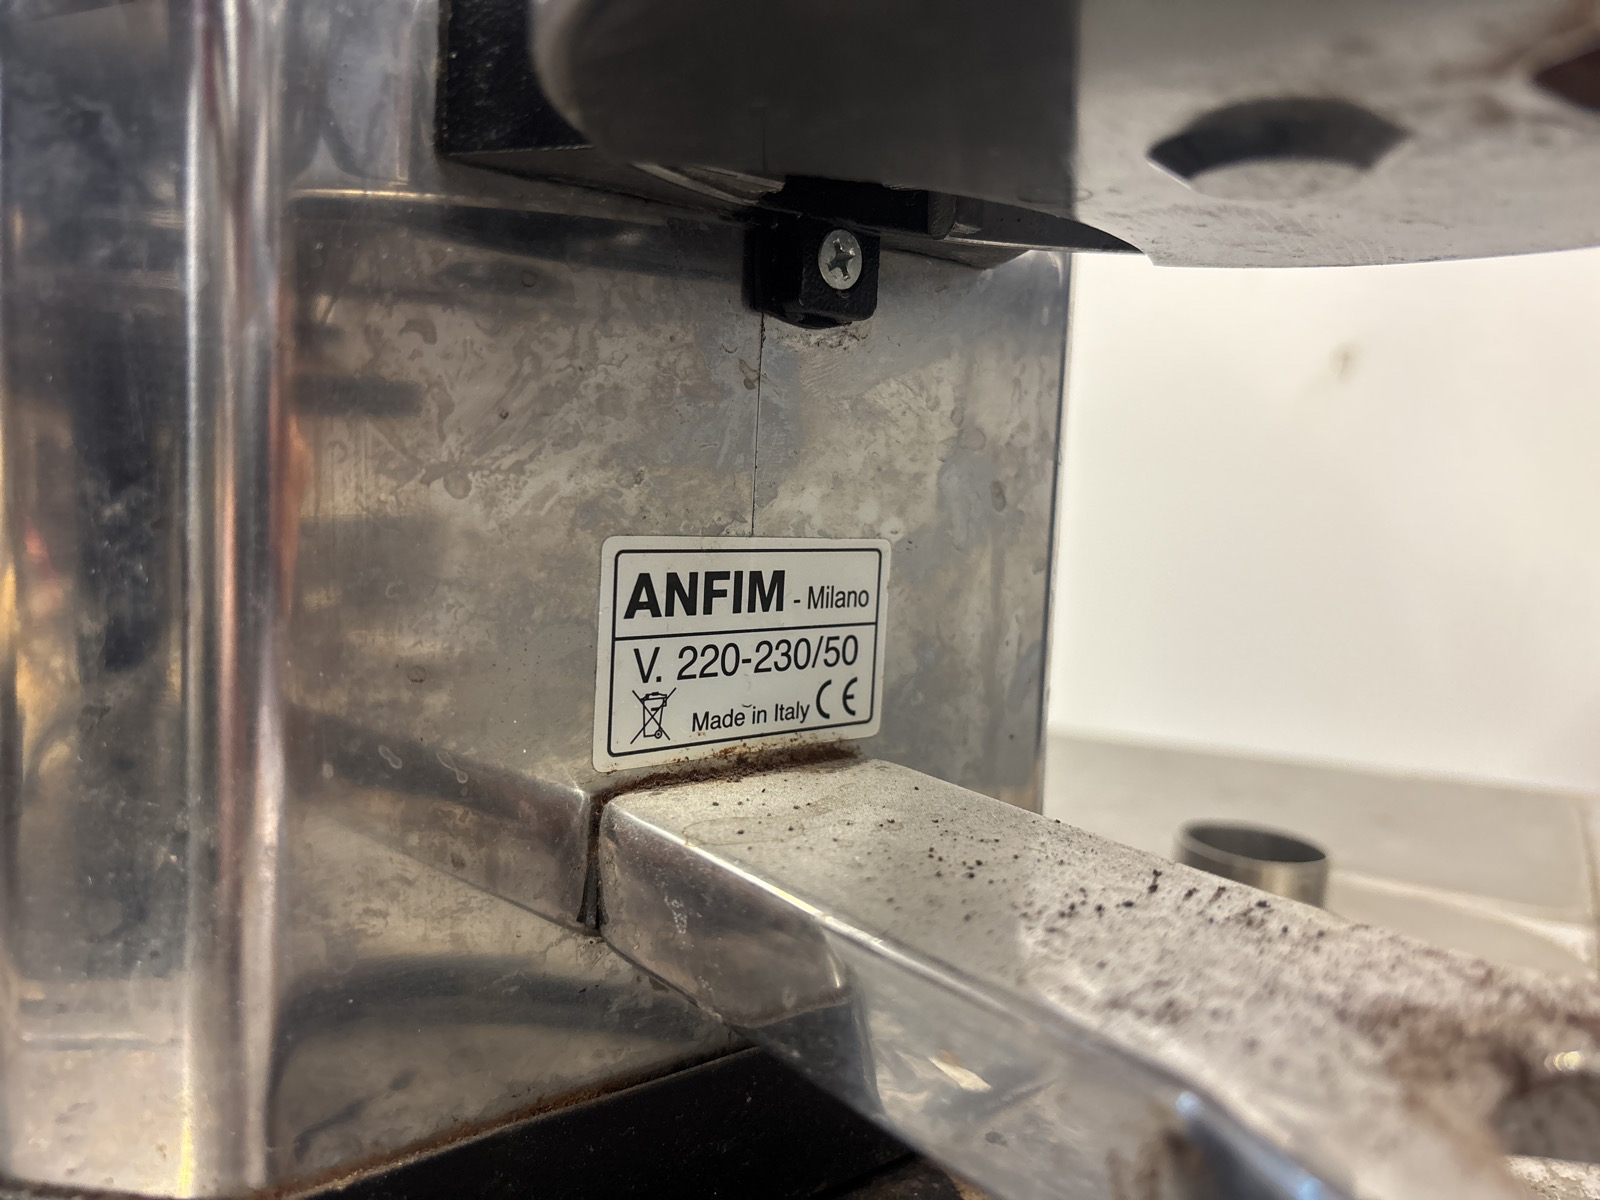 ANFIM - Milano
V. 220-230/50
Made in Italy CE